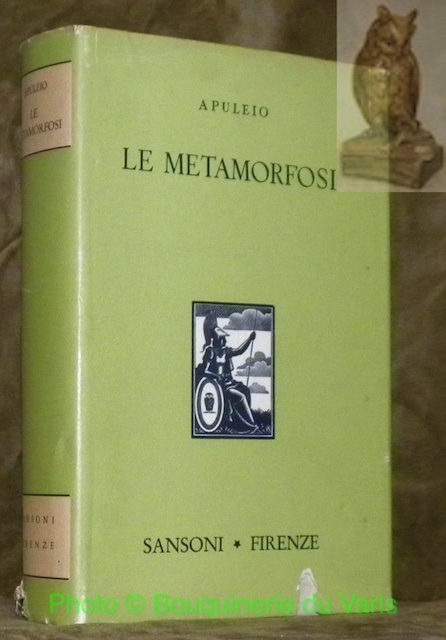 APULEIO
LE
METAMORFOSI
SANSONI
FIRENZE
APULEIO
LE METAMORFOSI
SANSONI ★ FIRENZE
Photo © Bouquinerie du Varis